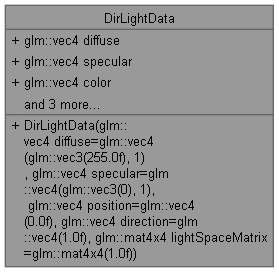 DirLightData
+ glm::vec4 diffuse
+ glm::vec4 specular
+ glm::vec4 color
and 3 more...
+ DirLightData(glm::
vec4 diffuse=glm::vec4
(glm::vec3(255.0f), 1)
, glm::vec4 specular=glm
::vec4(glm::vec3(0), 1),
glm::vec4 position=glm::vec4
(0.0f), glm::vec4 direction=glm
::vec4(1.0f), glm::mat4x4 lightSpaceMatrix
=glm::mat4x4(1.0f))